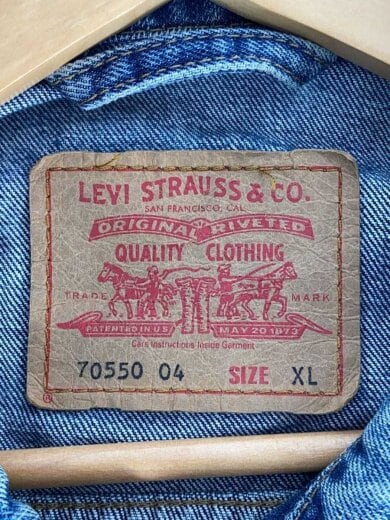 LEVI STRAUSS & CO.
SAN FRANCISCO, CAL.
ORIGINAL RIVETED
QUALITY CLOTHING
TRADE MARK
PATENTED IN U.S. MAY 20 1873
Care Instructions Inside Garment
70550 04 SIZE XL
®